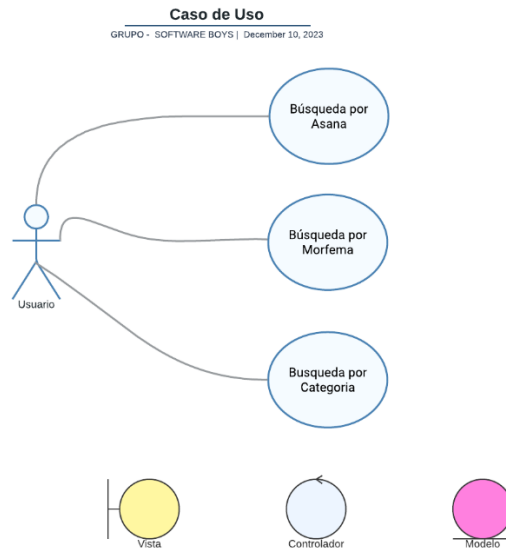 Caso de Uso
GRUPO - SOFTWARE BOYS | December 10, 2023
Búsqueda por
Asana
Búsqueda por
Morfema
Usuario
Busqueda por
Categoria
Vista
Controlador
Modelo